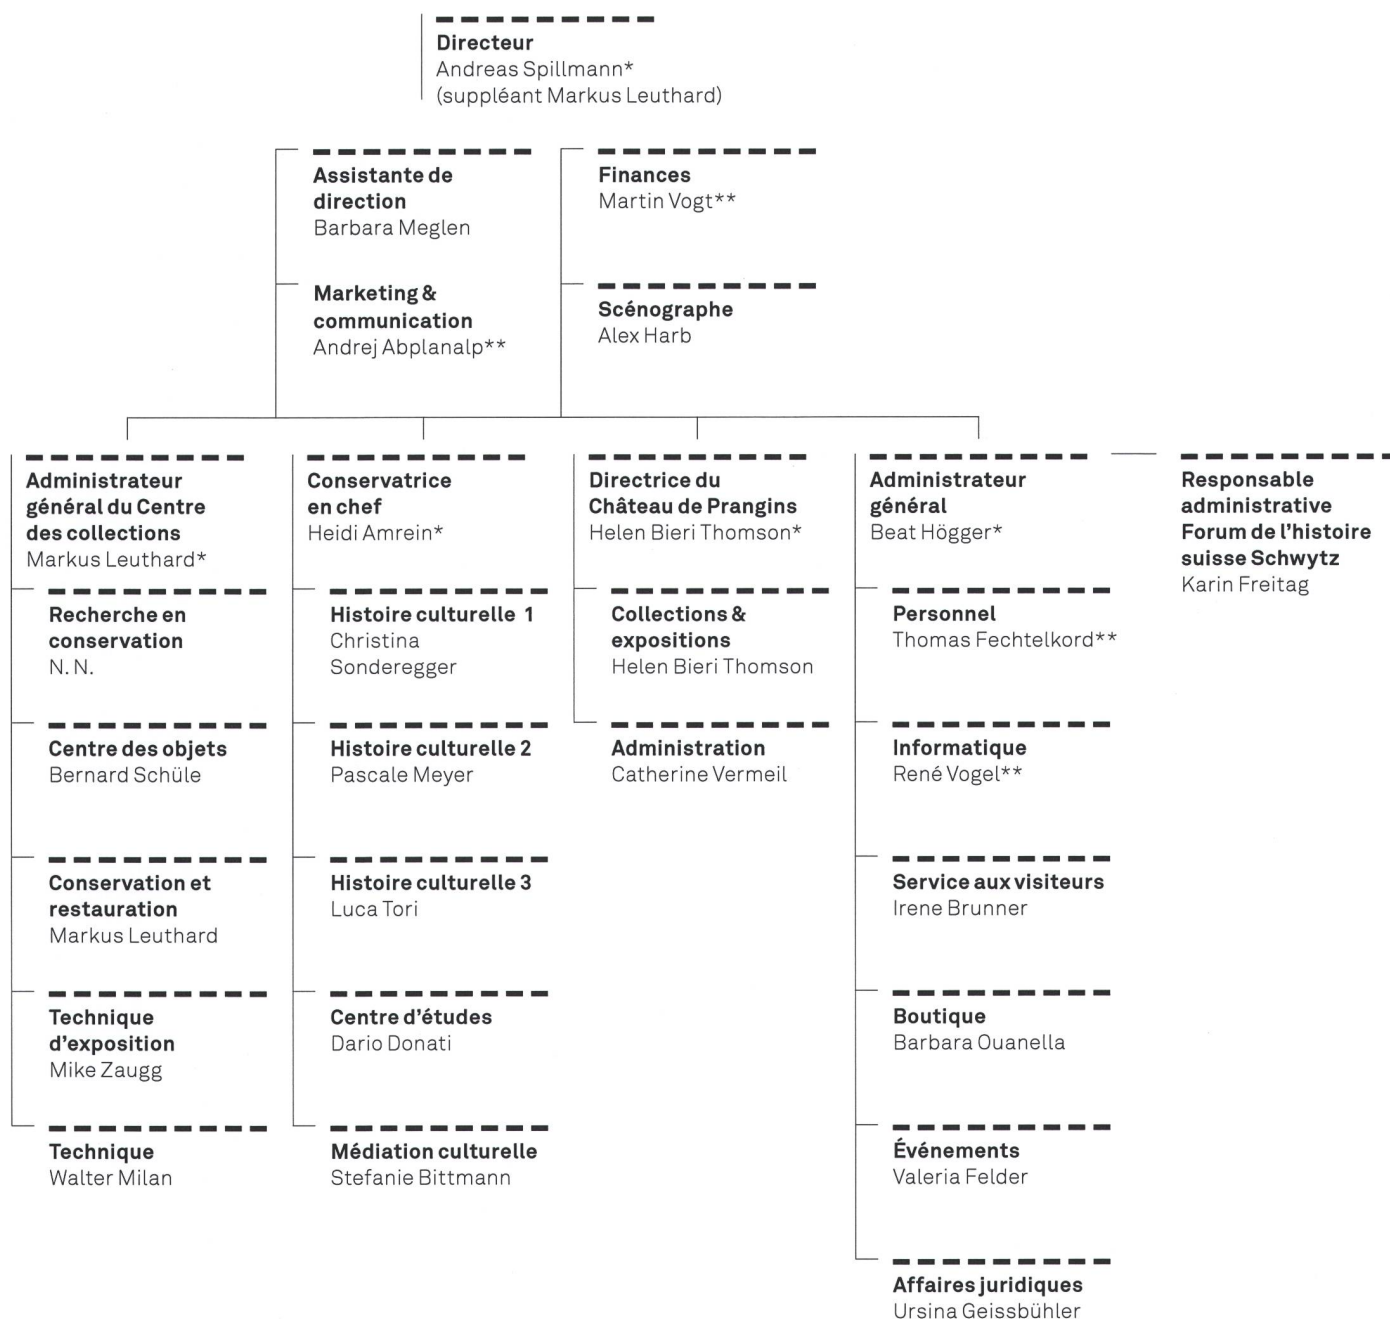 Directeur
Andreas Spillmann*
(suppléant Markus Leuthard)
Assistante de
direction
Barbara Meglen
Finances
Martin Vogt**
Marketing &
communication
Andrej Abplanalp**
Scénographe
Alex Harb
Administrateur
général du Centre
des collections
Markus Leuthard*
Recherche en
conservation
N. N.
Centre des objets
Bernard Schüle
Conservation et
restauration
Markus Leuthard
Technique
d'exposition
Mike Zaugg
Technique
Walter Milan
Conservatrice
en chef
Heidi Amrein*
Histoire culturelle 1
Christina
Sonderegger
Histoire culturelle 2
Pascale Meyer
Histoire culturelle 3
Luca Tori
Centre d'études
Dario Donati
Médiation culturelle
Stefanie Bittmann
Directrice du
Château de Prangins
Helen Bieri Thomson*
Collections &
expositions
Helen Bieri Thomson
Administration
Catherine Vermeil
Administrateur
général
Beat Högger*
Personnel
Thomas Fechtelkord**
Informatique
René Vogel**
Service aux visiteurs
Irene Brunner
Boutique
Barbara Ouanella
Événements
Valeria Felder
Affaires juridiques
Ursina Geissbühler
Responsable
administrative
Forum de l'histoire
suisse Schwytz
Karin Freitag